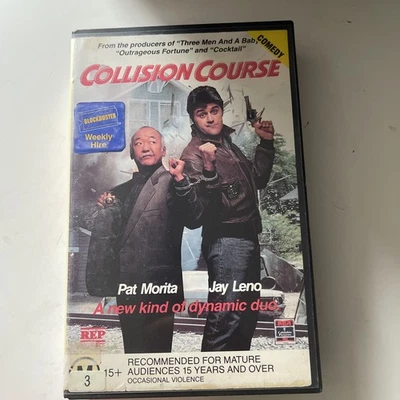 From the producers of "Three Men And A Baby,"
"Outrageous Fortune" and "Cocktail"
COMEDY
COLLISION COURSE
BLOCKBUSTER
Weekly
Hire
Pat Morita
Jay Leno
A new kind of dynamic duo.
REP
M
15+
3
RECOMMENDED FOR MATURE
AUDIENCES 15 YEARS AND OVER
OCCASIONAL VIOLENCE